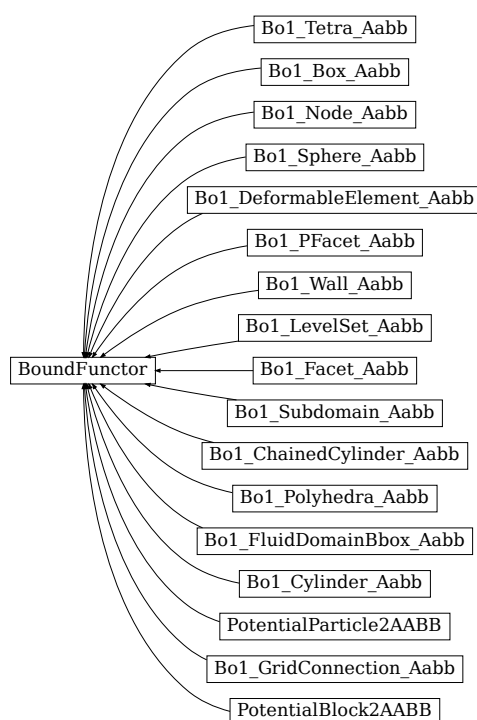 Bo1_Tetra_Aabb
Bo1_Box_Aabb
Bo1_Node_Aabb
Bo1_Sphere_Aabb
Bo1_DeformableElement_Aabb
Bo1_PFacet_Aabb
Bo1_Wall_Aabb
Bo1_LevelSet_Aabb
BoundFunctor
Bo1_Facet_Aabb
Bo1_Subdomain_Aabb
Bo1_ChainedCylinder_Aabb
Bo1_Polyhedra_Aabb
Bo1_FluidDomainBbox_Aabb
Bo1_Cylinder_Aabb
PotentialParticle2AABB
Bo1_GridConnection_Aabb
PotentialBlock2AABB